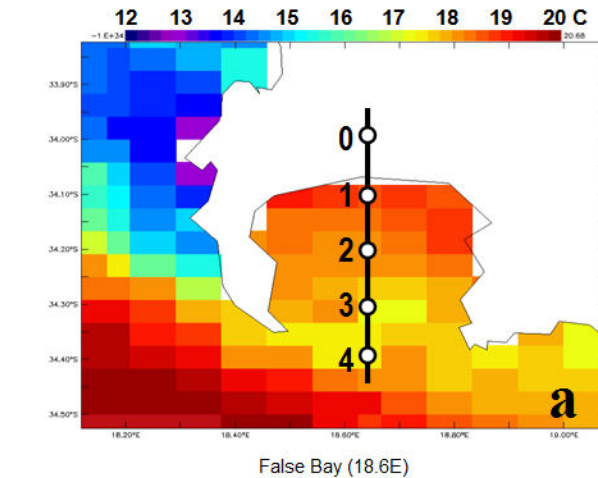 12 13 14 15 16 17 18 19 20 C
-1.E+34 20.68
33.90°S
34.00°S
0
34.10°S
1
34.20°S
2
34.30°S
3
34.40°S
4
a
34.50°S
18.20°E 18.40°E 18.60°E 18.80°E 19.00°E
False Bay (18.6E)